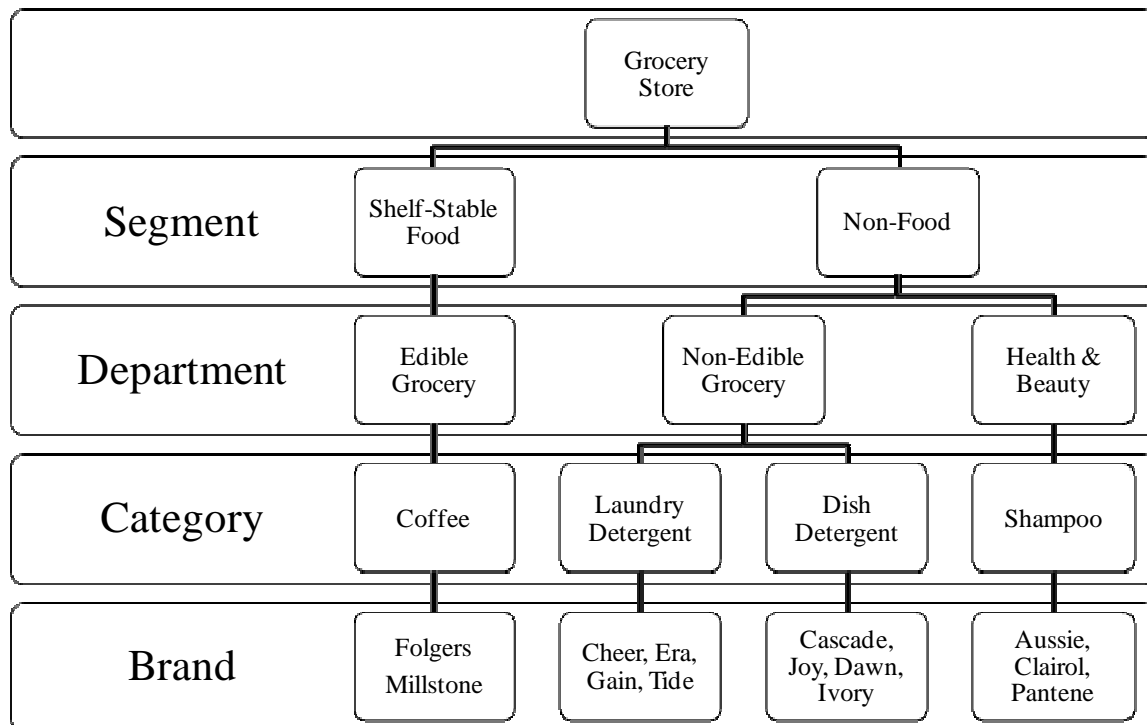 Grocery
Store
Segment
Shelf-Stable
Food
Non-Food
Department
Edible
Grocery
Non-Edible
Grocery
Health &
Beauty
Category
Coffee
Laundry
Detergent
Dish
Detergent
Shampoo
Brand
Folgers
Millstone
Cheer, Era,
Gain, Tide
Cascade,
Joy, Dawn,
Ivory
Aussie,
Clairol,
Pantene